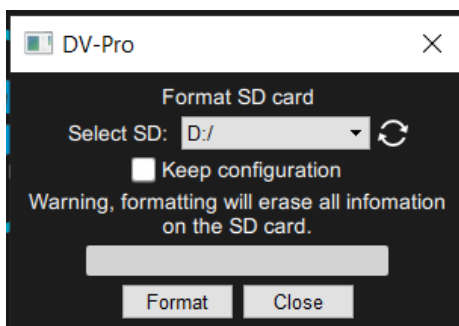 DV-Pro
Format SD card
Select SD: D:/
Keep configuration
Warning, formatting will erase all infomation
on the SD card.
Format Close